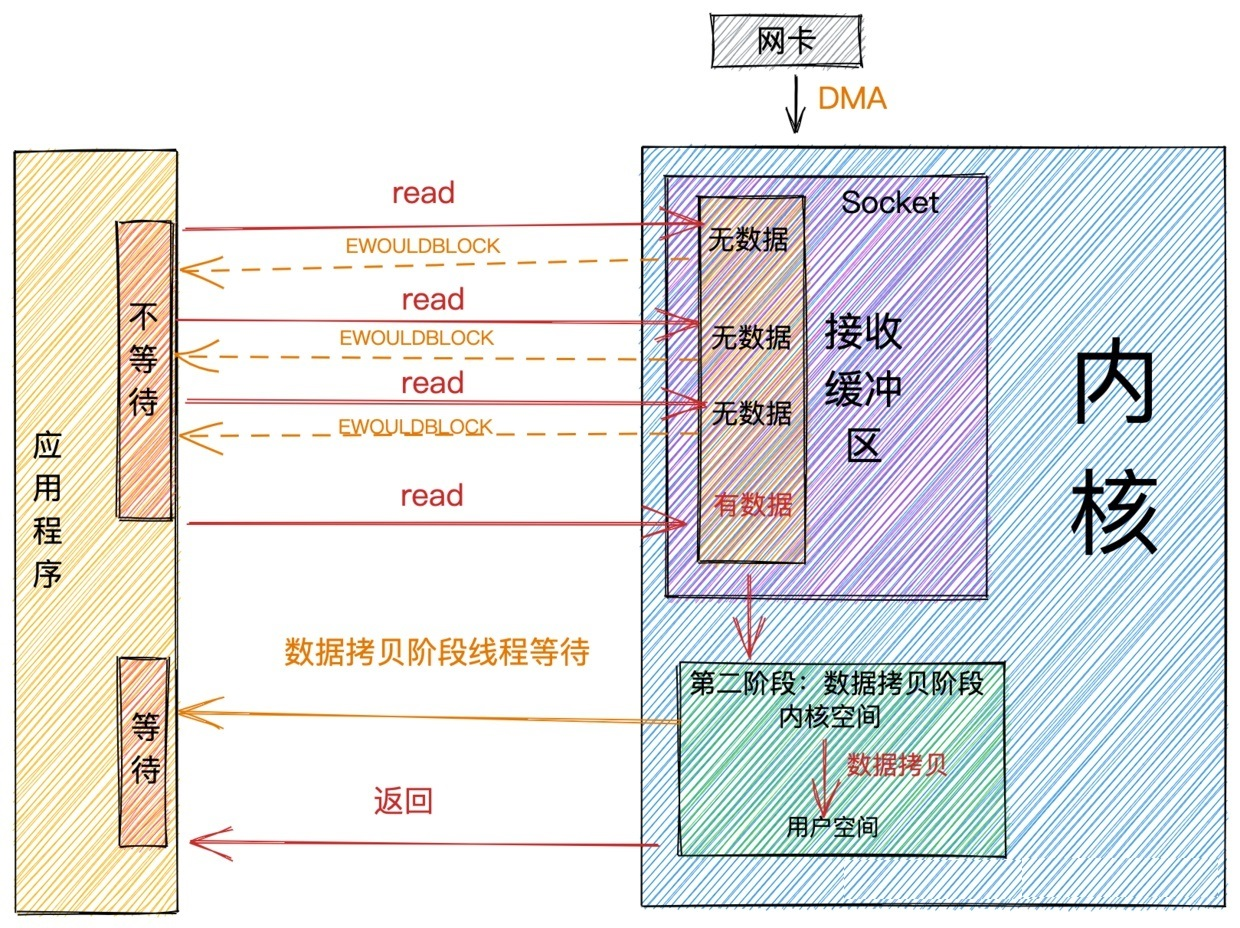 网卡
DMA
Socket
read
无数据
EWOULDBLOCK
read
无数据
EWOULDBLOCK
read
无数据
EWOULDBLOCK
read
有数据
接收
缓冲
区
内
核
不
等
待
应
用
程
序
数据拷贝阶段线程等待
第二阶段：数据拷贝阶段
内核空间
数据拷贝
用户空间
等
待
返回